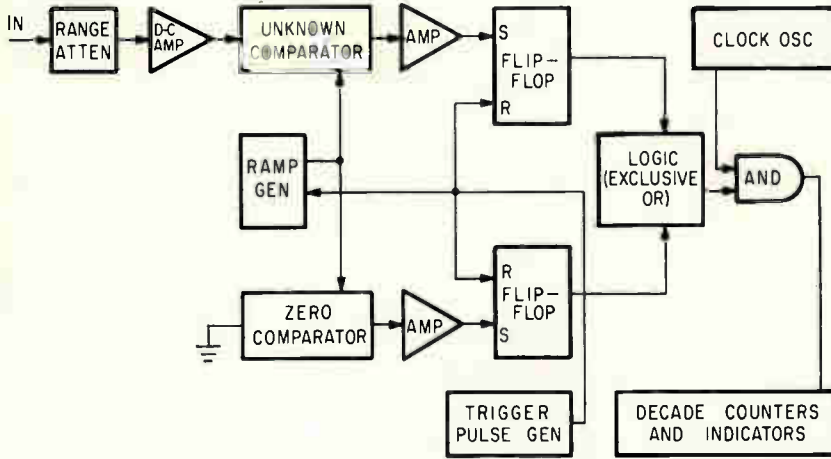 IN
RANGE
ATTEN
D-C
AMP
UNKNOWN
COMPARATOR
AMP
S
FLIP-
FLOP
R
CLOCK OSC
RAMP
GEN
LOGIC
(EXCLUSIVE
OR)
AND
ZERO
COMPARATOR
AMP
R
FLIP-
FLOP
S
TRIGGER
PULSE GEN
DECADE COUNTERS
AND INDICATORS